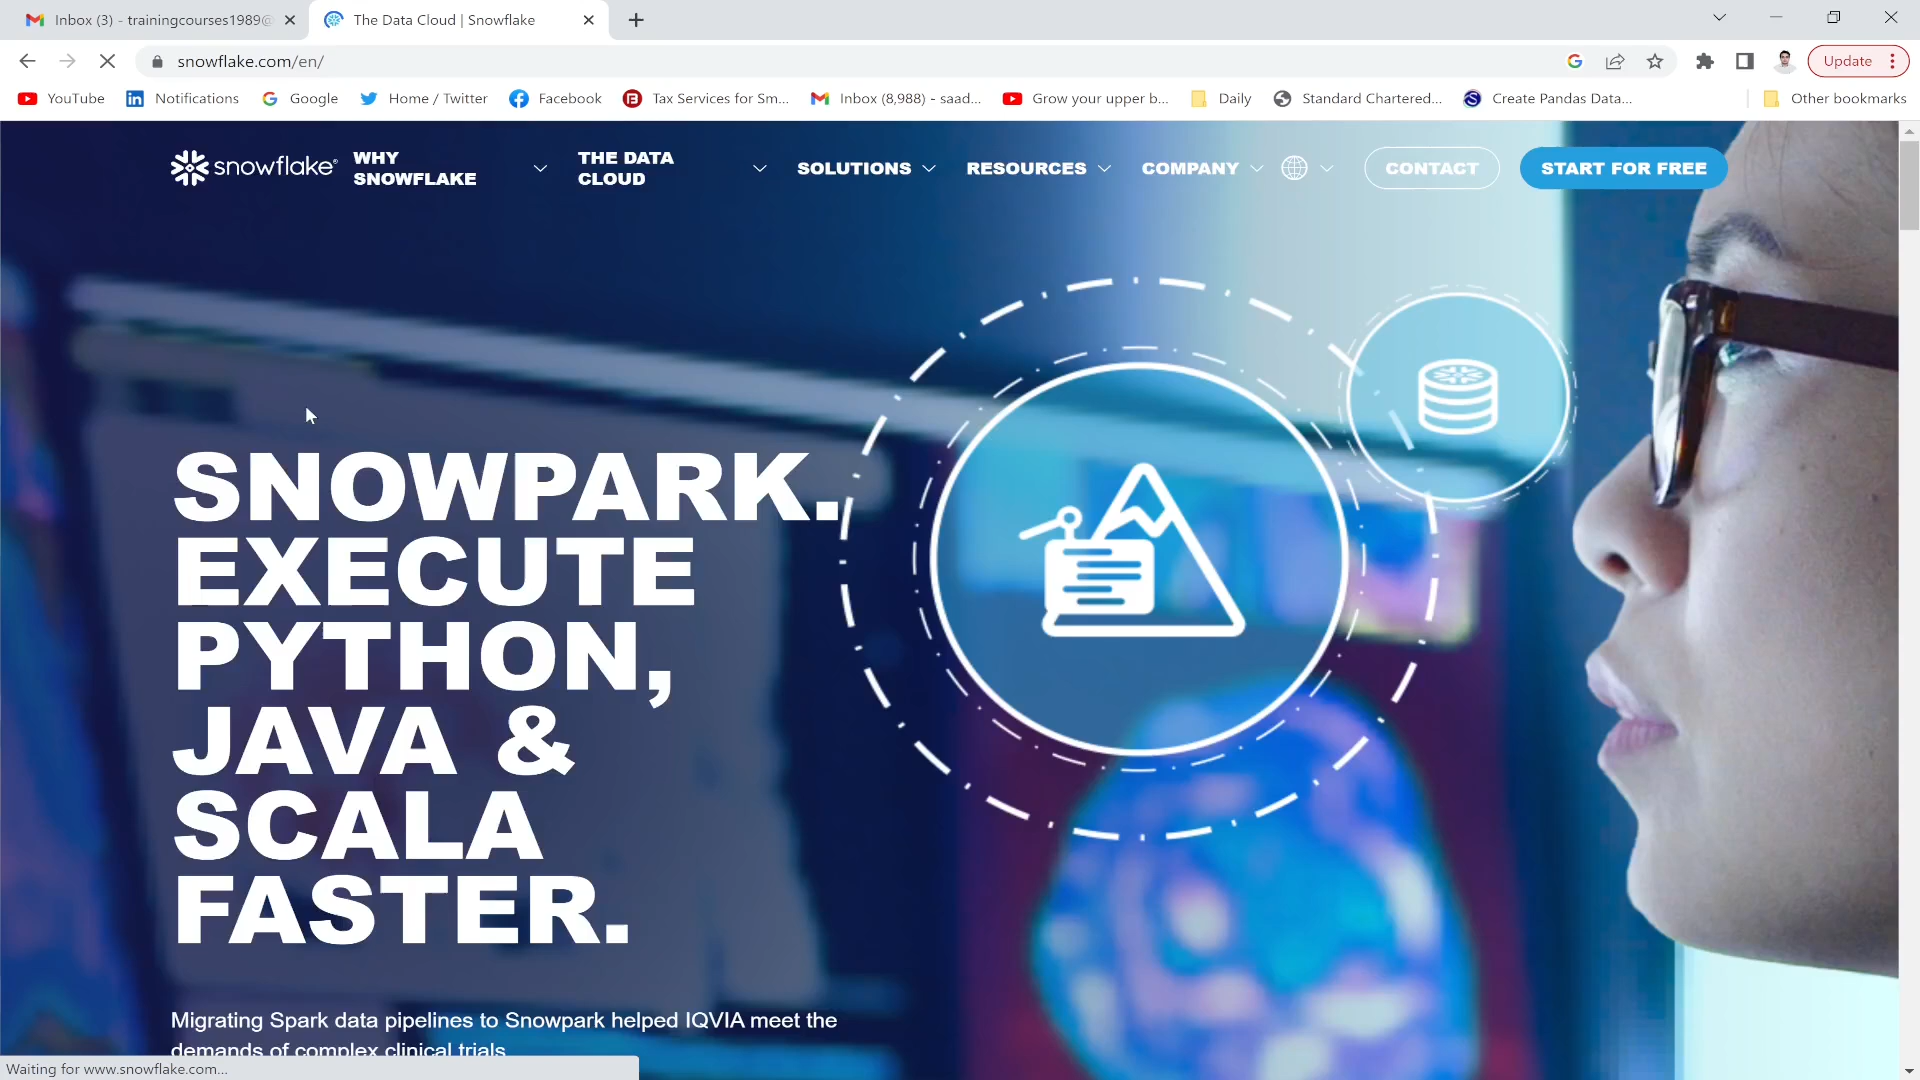 Inbox (3) - trainingcourses1989@
The Data Cloud | Snowflake
snowflake.com/en/
Update
YouTube
Notifications
Google
Home / Twitter
Facebook
Tax Services for Sm...
Inbox (8,988) - saad...
Grow your upper b...
Daily
Standard Chartered...
Create Pandas Data...
Other bookmarks
snowflake®
WHY
SNOWFLAKE
THE DATA
CLOUD
SOLUTIONS
RESOURCES
COMPANY
CONTACT
START FOR FREE
SNOWPARK.
EXECUTE
PYTHON,
JAVA &
SCALA
FASTER.
Migrating Spark data pipelines to Snowpark helped IQVIA meet the
demands of complex clinical trials
Waiting for www.snowflake.com...